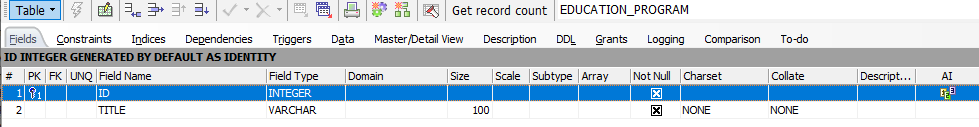 Table Get record count EDUCATION_PROGRAM
Fields Constraints Indices Dependencies Triggers Data Master/Detail View Description DDL Grants Logging Comparison To-do
ID INTEGER GENERATED BY DEFAULT AS IDENTITY
# PK FK UNQ Field Name Field Type Domain Size Scale Subtype Array Not Null Charset Collate Descript... AI
1 1 ID INTEGER
2 TITLE VARCHAR 100 NONE NONE